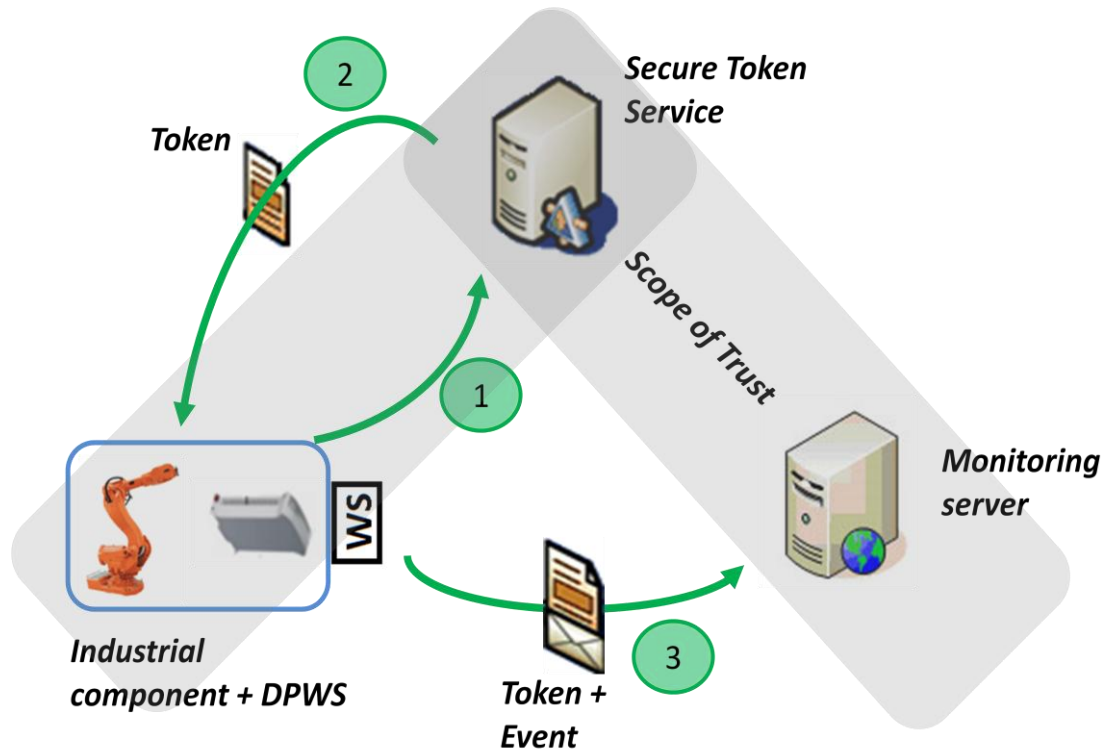 2
Secure Token
Service
Token
Scope of Trust
1
WS
Monitoring
server
Industrial
component + DPWS
3
Token +
Event